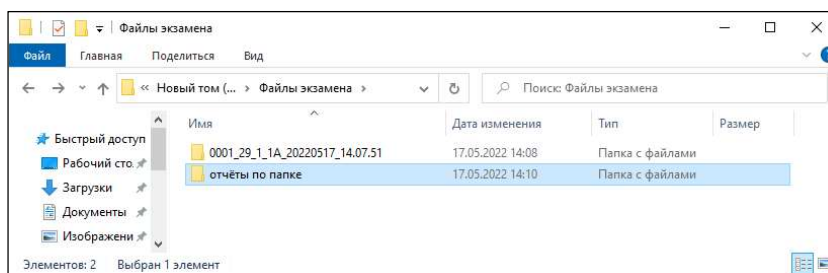 Файлы экзамена
Файл Главная Поделиться Вид
« Новый том (... › Файлы экзамена › Поиск: Файлы экзамена
Имя Дата изменения Тип Размер
Быстрый доступ
0001_29_1_1A_20220517_14.07.51 17.05.2022 14:08 Папка с файлами
Рабочий сто.
отчёты по папке 17.05.2022 14:10 Папка с файлами
Загрузки
Документы
Изображени
Элементов: 2 Выбран 1 элемент